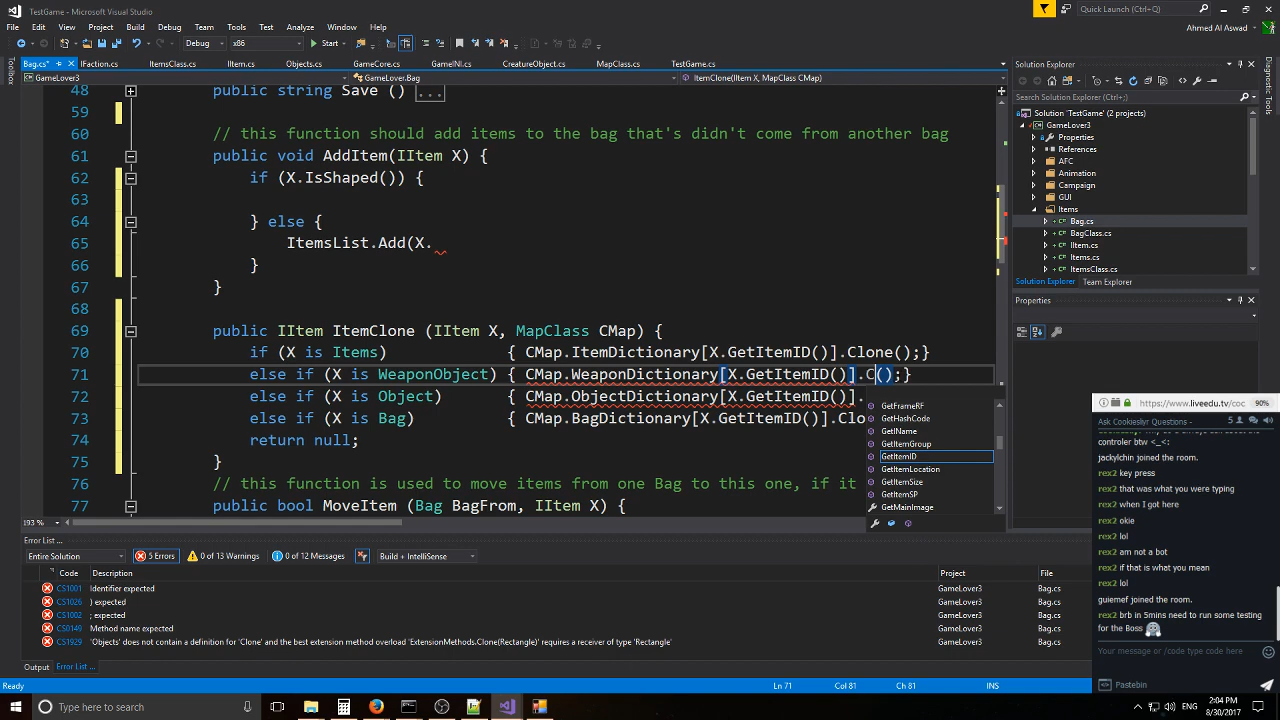 TestGame - Microsoft Visual Studio
Quick Launch (Ctrl+Q)
File Edit View Project Build Debug Team Tools Test Analyze Window Help
Ahmed Al Aswad
Debug x86 Start
Bag.cs* IFaction.cs ItemsClass.cs IItem.cs Objects.cs GameCore.cs GameINI.cs CreatureObject.cs MapClass.cs TestGame.cs
GameLover3 GameLover.Bag ItemClone(IItem X, MapClass CMap)
Toolbox
48 public string Save () ...
59
60 // this function should add items to the bag that's didn't come from another bag
61 public void AddItem(IItem X) {
62 if (X.IsShaped()) {
63
64 } else {
65 ItemsList.Add(X.
66 }
67 }
68
69 public IItem ItemClone (IItem X, MapClass CMap) {
70 if (X is Items) { CMap.ItemDictionary[X.GetItemID()].Clone();}
71 else if (X is WeaponObject) { CMap.WeaponDictionary[X.GetItemID()].C();}
72 else if (X is Object) { CMap.ObjectDictionary[X.GetItemID()].
73 else if (X is Bag) { CMap.BagDictionary[X.GetItemID()].Clo
74 return null;
75 }
76 // this function is used to move items from one Bag to this one, if it
77 public bool MoveItem (Bag BagFrom, IItem X) {
GetFrameRF
GetHashCode
GetName
GetItemGroup
GetItemID
GetItemLocation
GetItemSize
GetItemSP
GetMainImage
193 %
Solution Explorer
Search Solution Explorer (Ctrl+;)
Solution 'TestGame' (2 projects)
GameLover3
Properties
References
AFC
Animation
Campaign
GUI
Items
Bag.cs
BagClass.cs
IItem.cs
Items.cs
ItemsClass.cs
Solution Explorer Team Explorer
Properties
Diagnostic Tools
Error List ...
Entire Solution 5 Errors 0 of 13 Warnings 0 of 12 Messages Build + IntelliSense
Code Description Project File
CS1001 Identifier expected GameLover3 Bag.cs
CS1026 ) expected GameLover3 Bag.cs
CS1002 ; expected GameLover3 Bag.cs
CS0149 Method name expected GameLover3 Bag.cs
CS1929 'Objects' does not contain a definition for 'Clone' and the best extension method overload 'ExtensionMethods.Clone(Rectangle)' requires a receiver of type 'Rectangle' GameLover3 Bag.cs
Output Error List ...
Ready Ln 71 Col 81 Ch 81 INS
https://www.liveedu.tv/coc 90%
Ask Cookiesliyr Questions - 5
controler btw <_<:
jackylchin joined the room.
rex2 key press
rex2 that was what you were typing
rex2 when I got here
rex2 okie
rex2 lol
rex2 am not a bot
rex2 if that is what you mean
rex2 lol
guiemef joined the room.
rex2 brb in 5mins need to run some testing
for the Boss
Your message or /code type code here
Pastebin
Type here to search
ENG
2:04 PM
8/30/2017